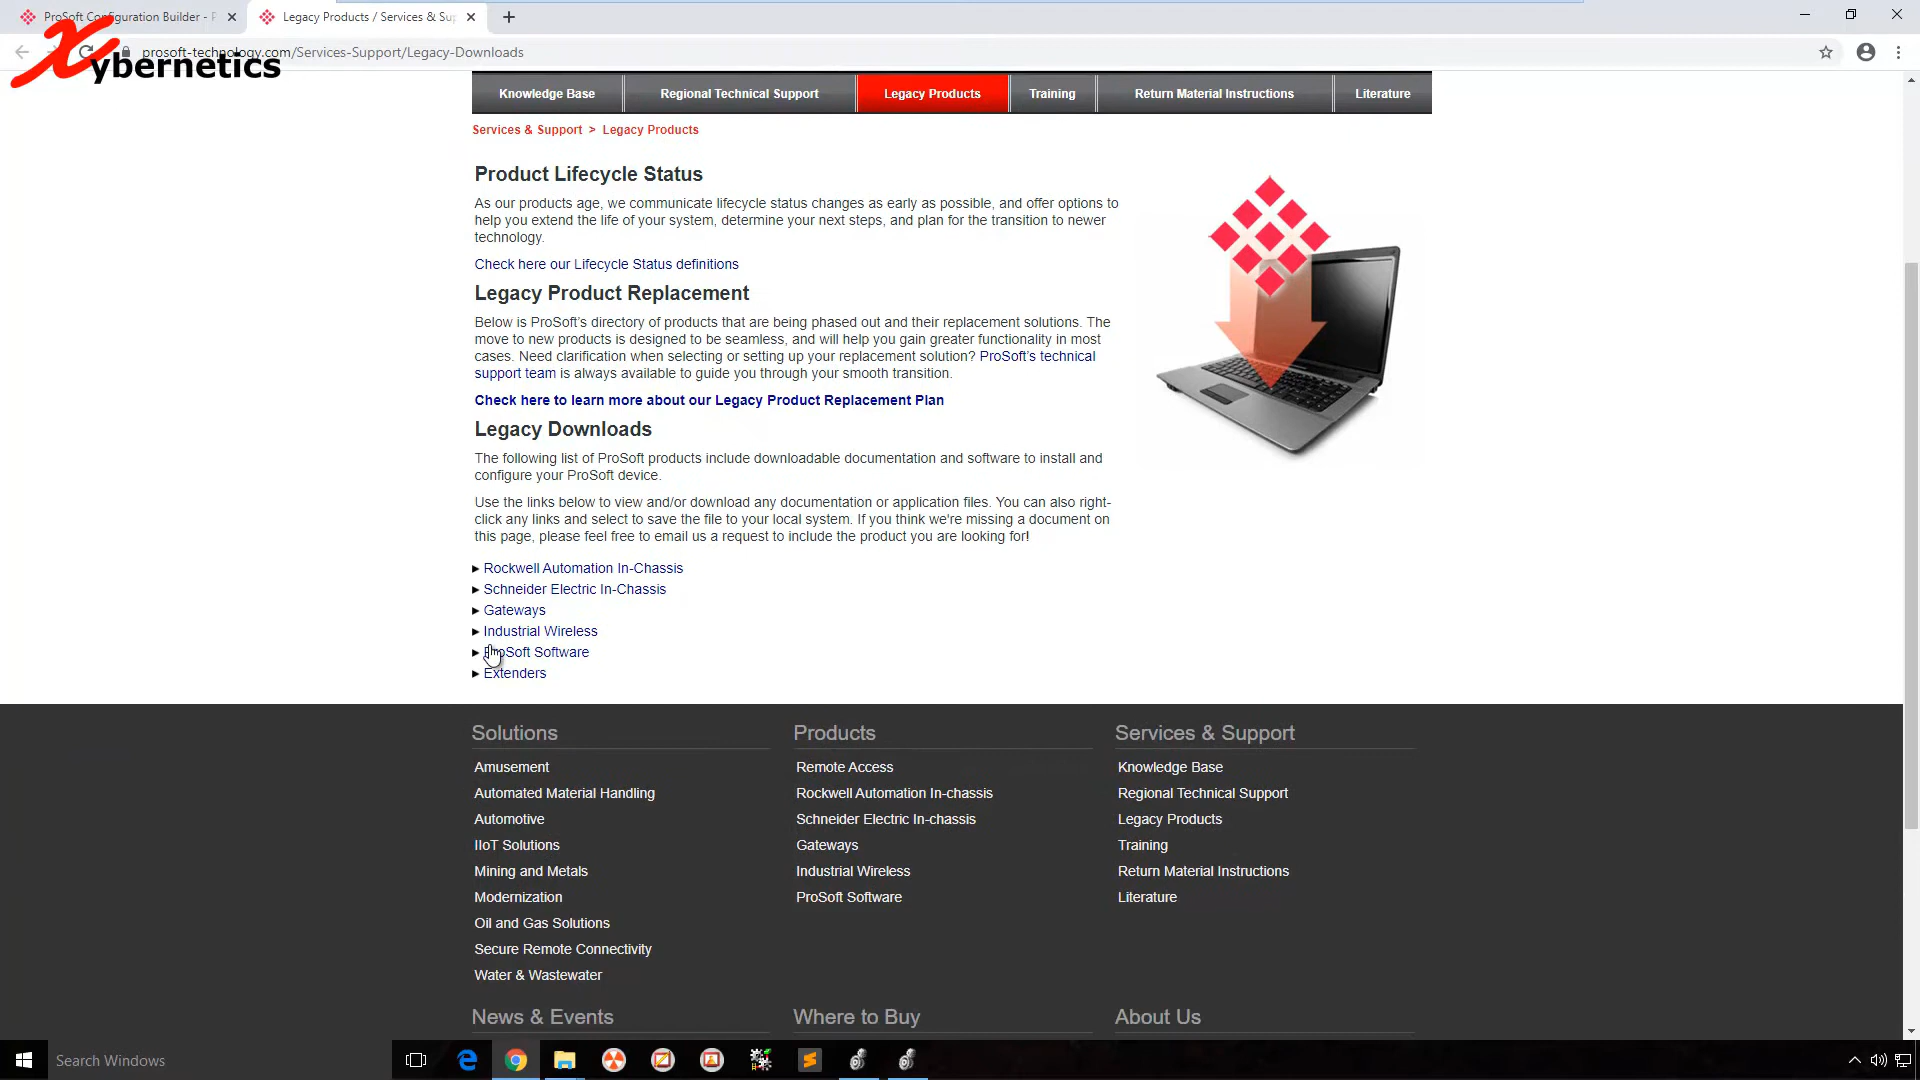 ProSoft Configuration Builder - P
Legacy Products / Services & Sup
prosoft-technology.com/Services-Support/Legacy-Downloads
Xybernetics
Knowledge Base
Regional Technical Support
Legacy Products
Training
Return Material Instructions
Literature
Services & Support > Legacy Products
Product Lifecycle Status
As our products age, we communicate lifecycle status changes as early as possible, and offer options to
help you extend the life of your system, determine your next steps, and plan for the transition to newer
technology.
Check here our Lifecycle Status definitions
Legacy Product Replacement
Below is ProSoft's directory of products that are being phased out and their replacement solutions. The
move to new products is designed to be seamless, and will help you gain greater functionality in most
cases. Need clarification when selecting or setting up your replacement solution? ProSoft's technical
support team is always available to guide you through your smooth transition.
Check here to learn more about our Legacy Product Replacement Plan
Legacy Downloads
The following list of ProSoft products include downloadable documentation and software to install and
configure your ProSoft device.
Use the links below to view and/or download any documentation or application files. You can also right-
click any links and select to save the file to your local system. If you think we're missing a document on
this page, please feel free to email us a request to include the product you are looking for!
Rockwell Automation In-Chassis
Schneider Electric In-Chassis
Gateways
Industrial Wireless
ProSoft Software
Extenders
Solutions
Amusement
Automated Material Handling
Automotive
IIoT Solutions
Mining and Metals
Modernization
Oil and Gas Solutions
Secure Remote Connectivity
Water & Wastewater
Products
Remote Access
Rockwell Automation In-chassis
Schneider Electric In-chassis
Gateways
Industrial Wireless
ProSoft Software
Services & Support
Knowledge Base
Regional Technical Support
Legacy Products
Training
Return Material Instructions
Literature
News & Events
Where to Buy
About Us
Search Windows